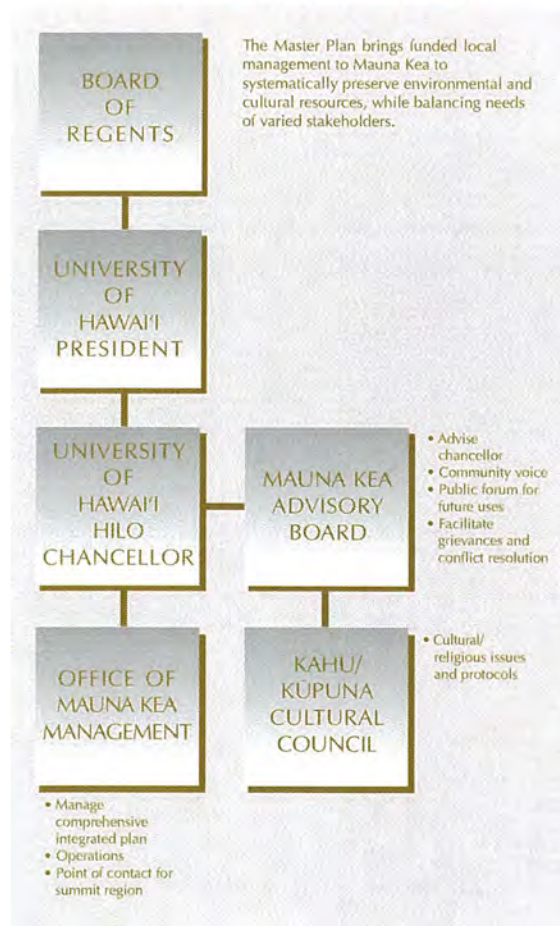 The Master Plan brings funded local
management to Mauna Kea to
systematically preserve environmental and
cultural resources, while balancing needs
of varied stakeholders.
BOARD
OF
REGENTS
UNIVERSITY
OF
HAWAI'I
PRESIDENT
UNIVERSITY
OF
HAWAI'I
HILO
CHANCELLOR
MAUNA KEA
ADVISORY
BOARD
• Advise
chancellor
• Community voice
• Public forum for
future uses
• Facilitate
grievances and
conflict resolution
OFFICE OF
MAUNA KEA
MANAGEMENT
• Manage
comprehensive
integrated plan
• Operations
• Point of contact for
summit region
KAHU/
KŪPUNA
CULTURAL
COUNCIL
• Cultural/
religious issues
and protocols